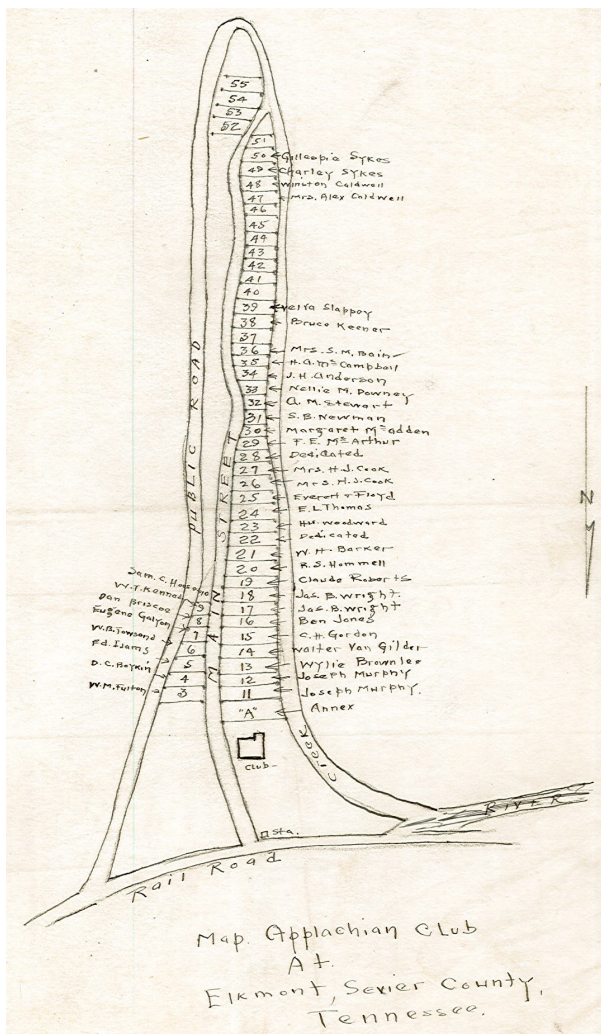 55
54
53
52
51
50 Gillespie Sykes
49 Charley Sykes
48 Winston Caldwell
47 Mrs. Alex Caldwell
46
45
44
43
42
41
40
39 Velva Slappey
38 Bruce Keener
37
36 Mrs. S. M. Bain
35 H. A. McCampbell
34 J. H. Anderson
33 Nellie M. Downey
32 A. M. Stewart
31 S. B. Newman
30 Margaret McAdden
29 F. E. McArthur
28 Dedicated
27 Mrs. H. J. Cook
26 Mrs. H. J. Cook
25 Everett & Floyd
24 E. L. Thomas
23 H. M. Woodward
22 Dedicated
21 W. H. Barker
20 R. S. Hommell
19 Claude Roberts
18 Jas. B. Wright.
17 Jas. B. Wright
16 Ben Jones
15 C. H. Gordon
14 Walter Van Gilder
13 Wylie Brownlee
12 Joseph Murphy
11 Joseph Murphy.
"A" Annex
Sam. C.
W. T. Kennedy
Dan Briscoe
Eugene Galyon
W. B. Townsend
Ed. Isams
D. C. Boykin
W. M. Fulton
9
8
7
6
5
4
3
PUBLIC ROAD
MAIN STREET
Creek
River
N
Club
Sta.
Rail Road
Map. Applachian Club
At
Elkmont, Sevier County,
Tennessee.